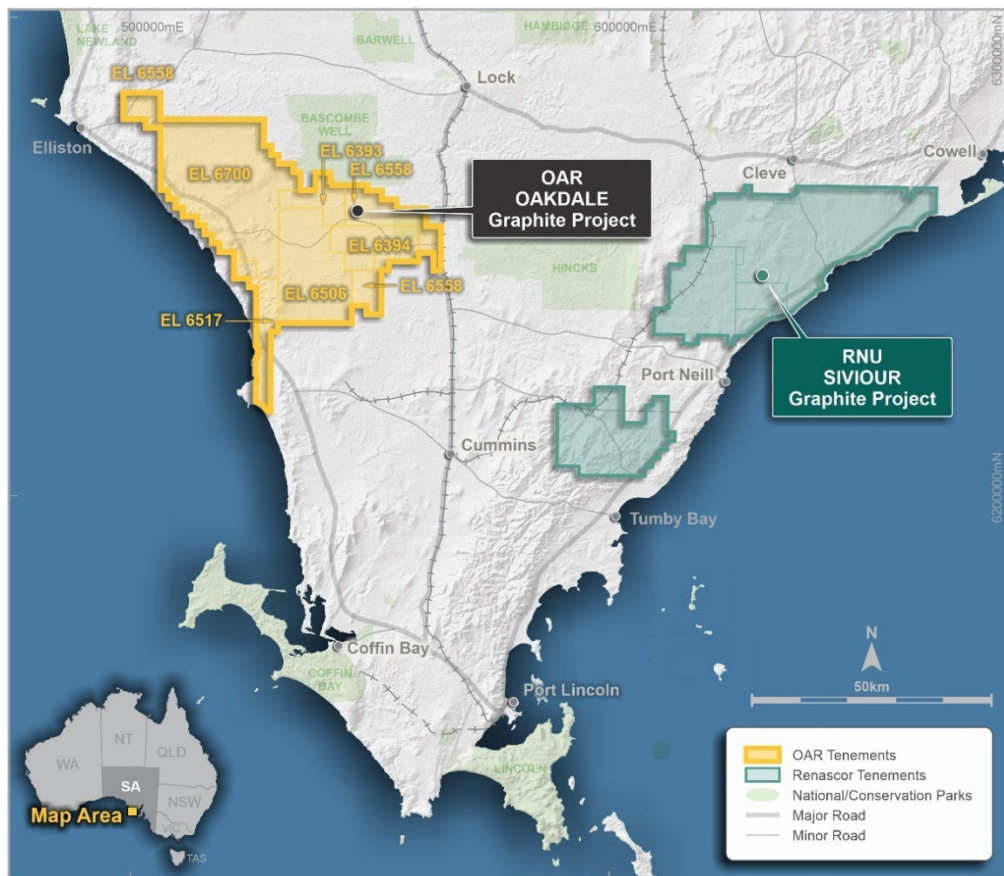 LAKE
NEWLAND
500000mE
BARWELL
HAMBIDGE
600000mE
6300000mN
EL 6558
Lock
Elliston
BASCOMBE
WELL
EL 6393
EL 6558
EL 6700
Cowell
Cleve
OAR
OAKDALE
Graphite Project
EL 6394
HINCKS
EL 6506
EL 6558
EL 6517
RNU
SIVIOUR
Graphite Project
Port Neill
Cummins
6200000mN
Tumby Bay
Coffin Bay
COFFIN
BAY
Port Lincoln
LINCOLN
N
50km
WA
NT
QLD
SA
NSW
VIC
TAS
Map Area
OAR Tenements
Renascor Tenements
National/Conservation Parks
Major Road
Minor Road